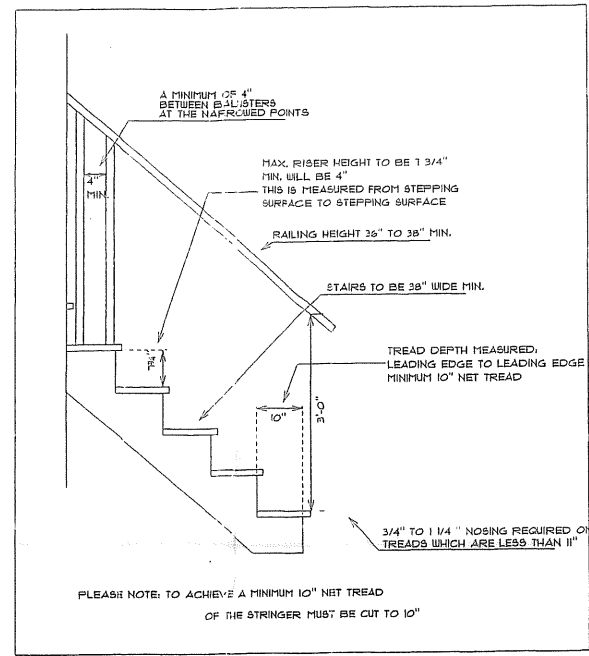 A MINIMUM OF 4"
BETWEEN BALISTERS
AT THE NARROWED POINTS
4"
MIN.
MAX. RISER HEIGHT TO BE 7 3/4"
MIN. WILL BE 4"
THIS IS MEASURED FROM STEPPING
SURFACE TO STEPPING SURFACE
RAILING HEIGHT 36" TO 38" MIN.
STAIRS TO BE 38" WIDE MIN.
7 3/4"
TREAD DEPTH MEASURED:
LEADING EDGE TO LEADING EDGE
MINIMUM 10" NET TREAD
10"
3'-0"
3/4" TO 1 1/4" NOSING REQUIRED ON
TREADS WHICH ARE LESS THAN 11"
PLEASE NOTE: TO ACHIEVE A MINIMUM 10" NET TREAD
OF THE STRINGER MUST BE CUT TO 10"